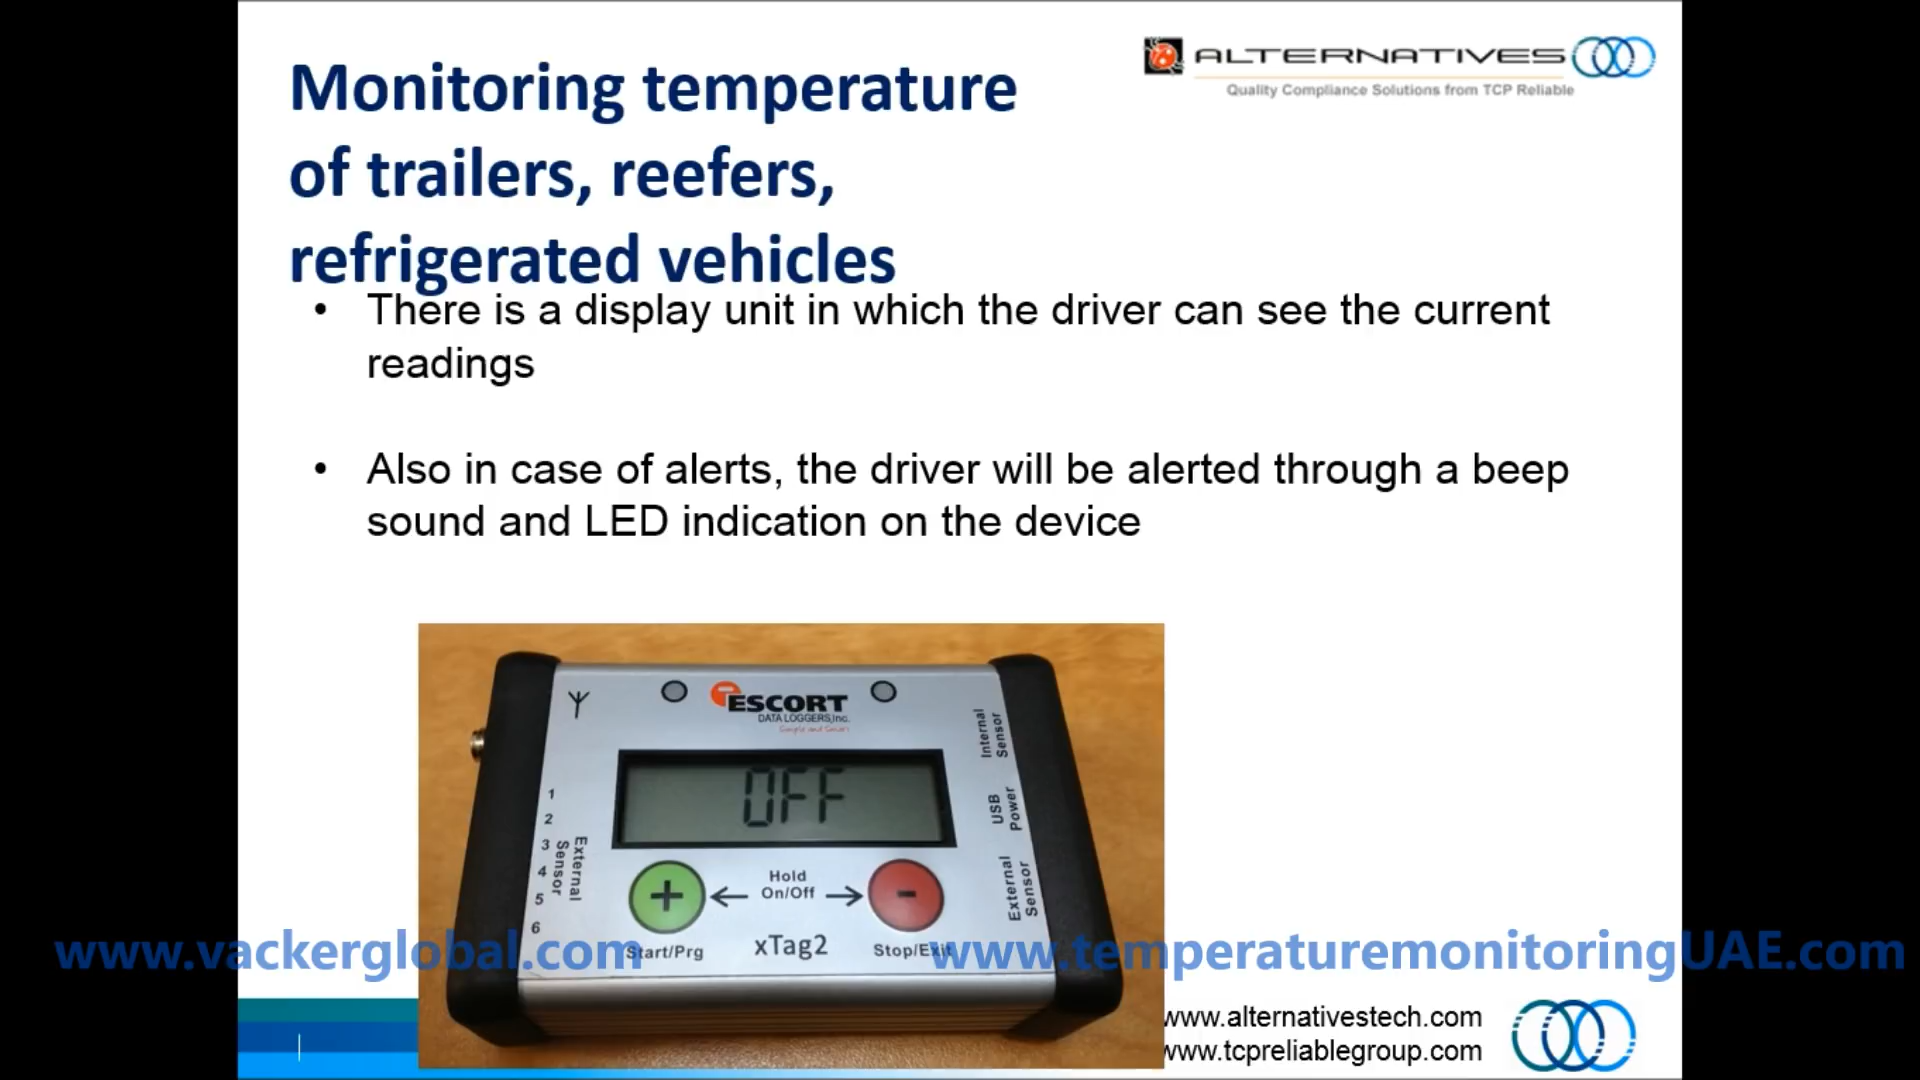 Monitoring temperature
of trailers, reefers,
refrigerated vehicles
ALTERNATIVES
Quality Compliance Solutions from TCP Reliable
• There is a display unit in which the driver can see the current
readings
• Also in case of alerts, the driver will be alerted through a beep
sound and LED indication on the device
ESCORT
DATA LOGGERS, Inc.
Simple and Smart
OFF
Internal
Sensor
USB
Power
External
Sensor
1
2
3
4
5
6
External
Sensor
+
Hold
On/Off
-
Start/Prg
xTag2
Stop/Exit
www.vackerglobal.com
www.temperaturemonitoringUAE.com
www.alternativestech.com
www.tcpreliablegroup.com